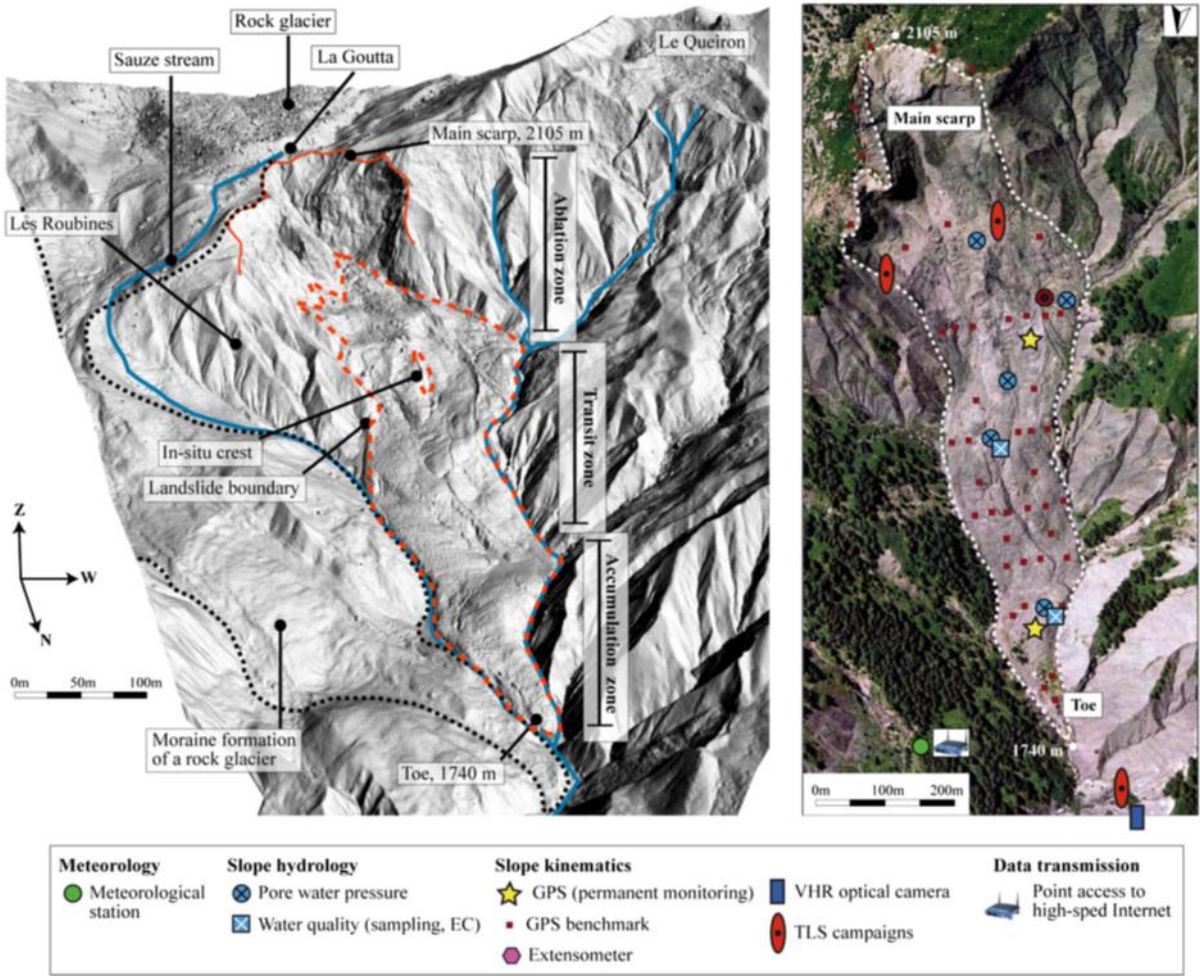 Rock glacier
Sauze stream
La Goutta
Le Queiron
Main scarp, 2105 m
Les Roubines
Ablation zone
In-situ crest
Landslide boundary
Transit zone
Accumulation zone
Z
W
N
0m 50m 100m
Moraine formation
of a rock glacier
Toe, 1740 m
2105 m
Main scarp
Toe
1740 m
0m 100m 200m
Meteorology
Meteorological
station
Slope hydrology
Pore water pressure
Water quality (sampling, EC)
Slope kinematics
GPS (permanent monitoring)
GPS benchmark
Extensometer
VHR optical camera
TLS campaigns
Data transmission
Point access to
high-sped Internet